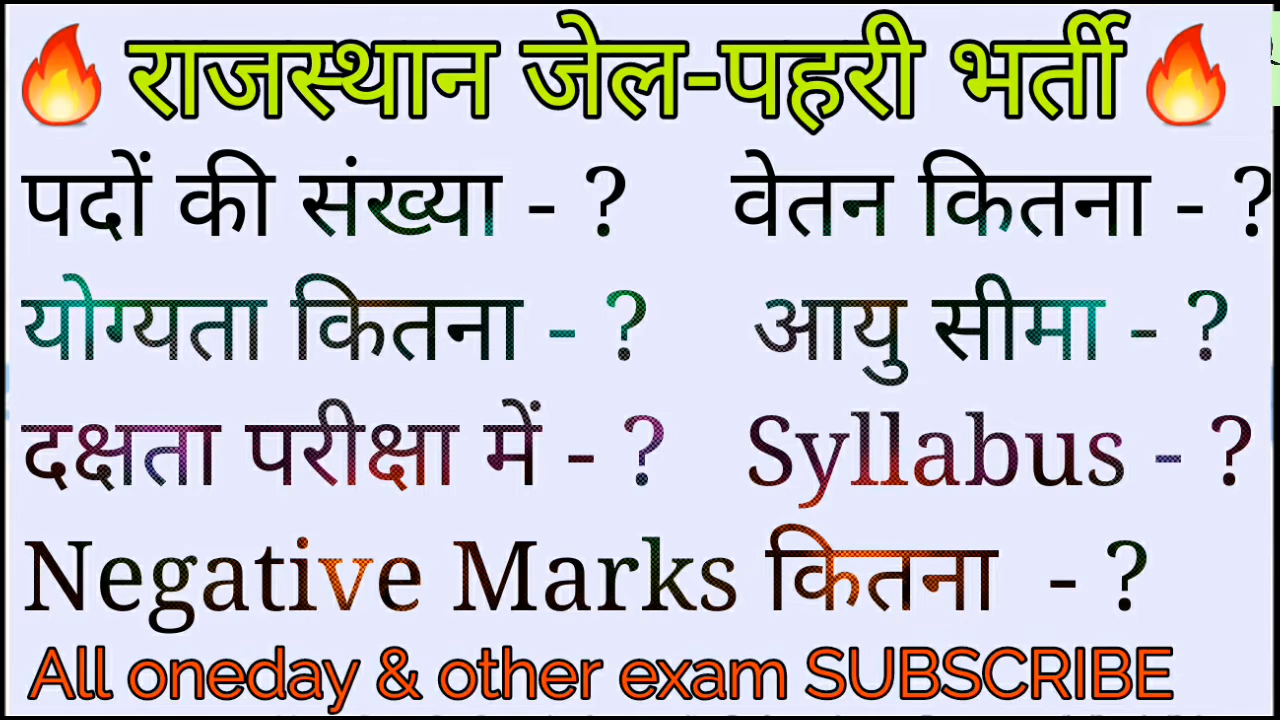 🔥राजस्थान जेल-पहरी भर्ती🔥
पदों की संख्या - ? वेतन कितना - ?
योग्यता कितना - ? आयु सीमा - ?
दक्षता परीक्षा में - ? Syllabus - ?
Negative Marks कितना - ?
All oneday & other exam SUBSCRIBE